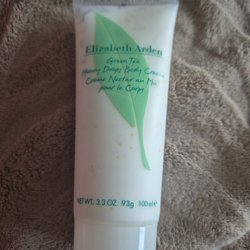 Elizabeth Arden
Green Tea
Honey Drops Body Cream
Crème Nectar au Miel
pour le Corps
NET WT. 3.3 OZ. 93g 100ml e